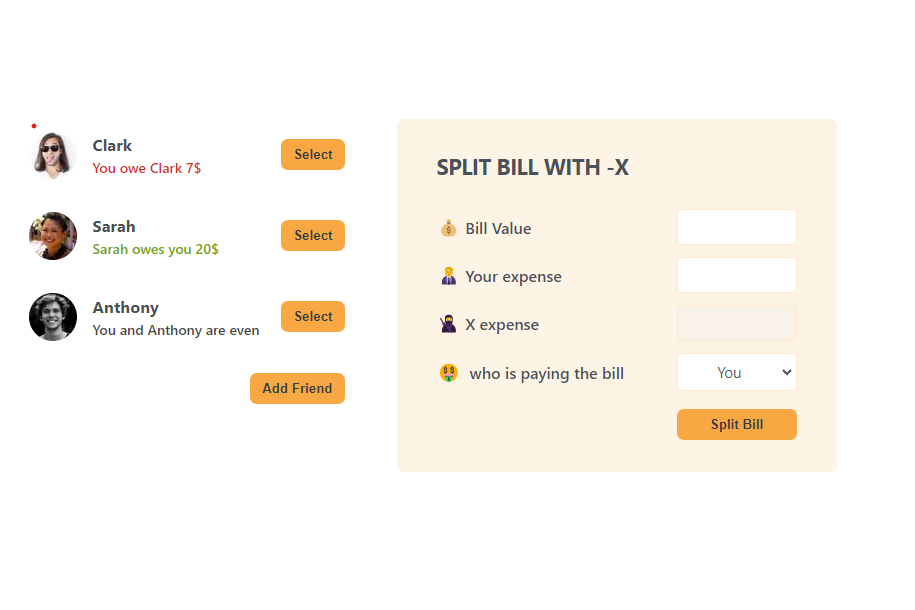 Clark
You owe Clark 7$
Select
Sarah
Sarah owes you 20$
Select
Anthony
You and Anthony are even
Select
Add Friend
SPLIT BILL WITH -X
Bill Value
Your expense
X expense
who is paying the bill
You
Split Bill